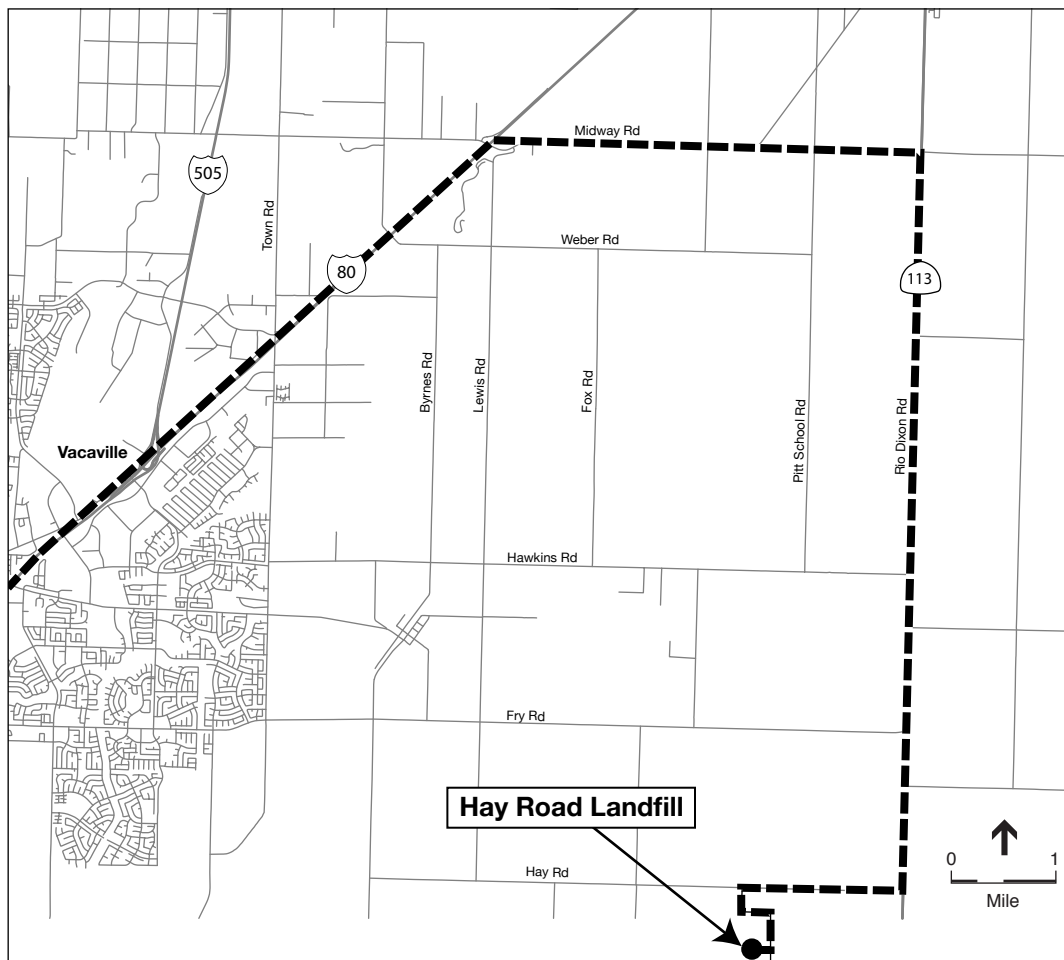 Midway Rd
505
Town Rd
Weber Rd
80
113
Byrnes Rd
Lewis Rd
Fox Rd
Pitt School Rd
Rio Dixon Rd
Vacaville
Hawkins Rd
Fry Rd
Hay Road Landfill
0 1
Mile
Hay Rd